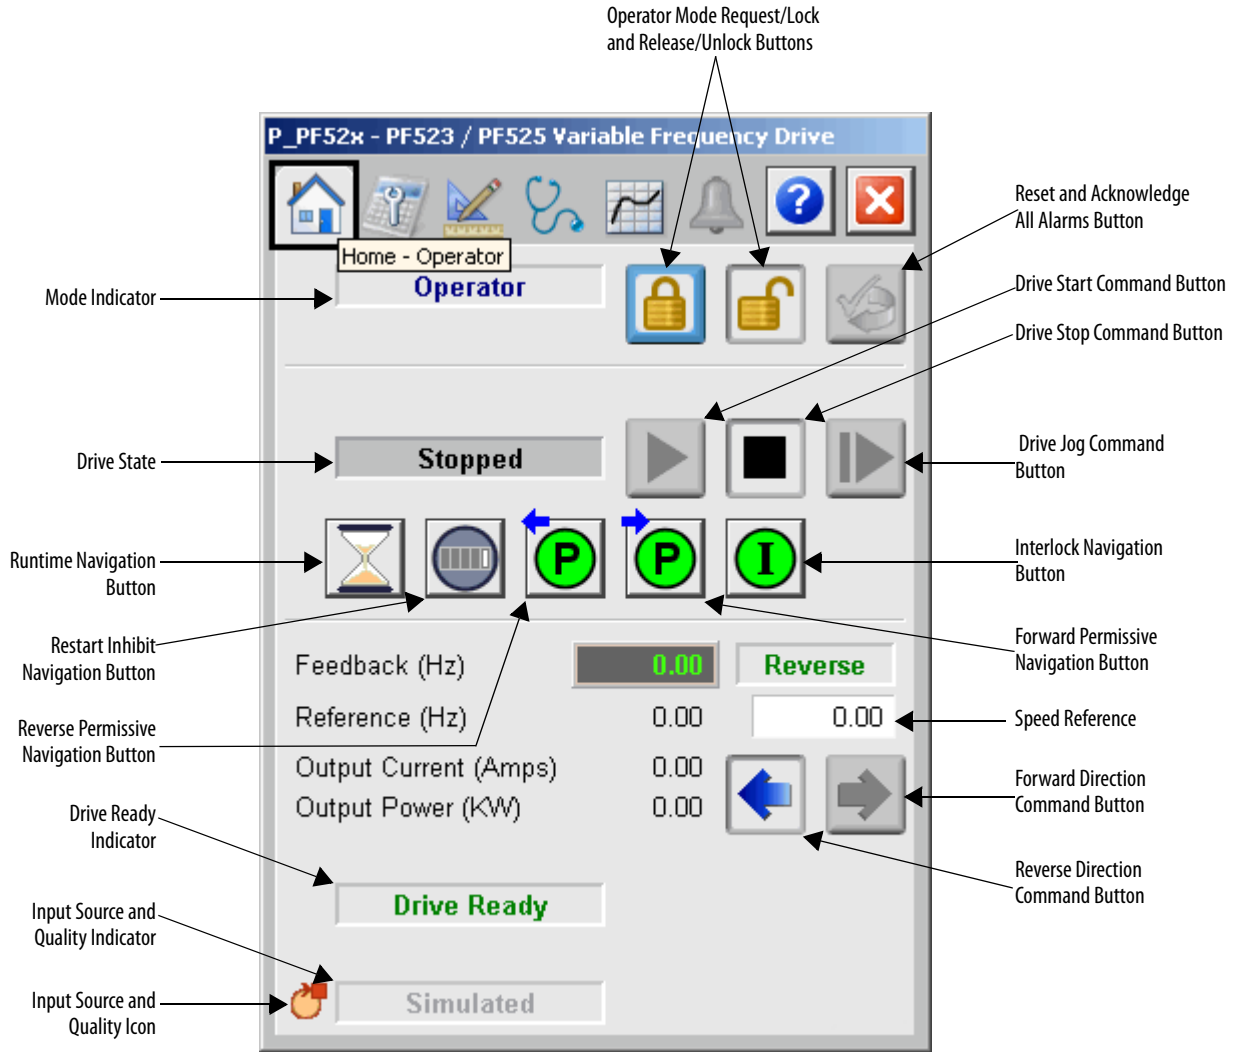 Operator Mode Request/Lock
and Release/Unlock Buttons
P_PF52x - PF523 / PF525 Variable Frequency Drive
Home - Operator
Operator
Mode Indicator
Reset and Acknowledge
All Alarms Button
Drive Start Command Button
Drive Stop Command Button
Drive State
Stopped
Drive Jog Command
Button
Runtime Navigation
Button
P
P
I
Interlock Navigation
Button
Restart Inhibit
Navigation Button
Forward Permissive
Navigation Button
Feedback (Hz)
0.00
Reverse
Reverse Permissive
Navigation Button
Reference (Hz)
0.00
0.00
Speed Reference
Output Current (Amps)
0.00
Output Power (KW)
0.00
Forward Direction
Command Button
Drive Ready
Indicator
Reverse Direction
Command Button
Drive Ready
Input Source and
Quality Indicator
Input Source and
Quality Icon
Simulated